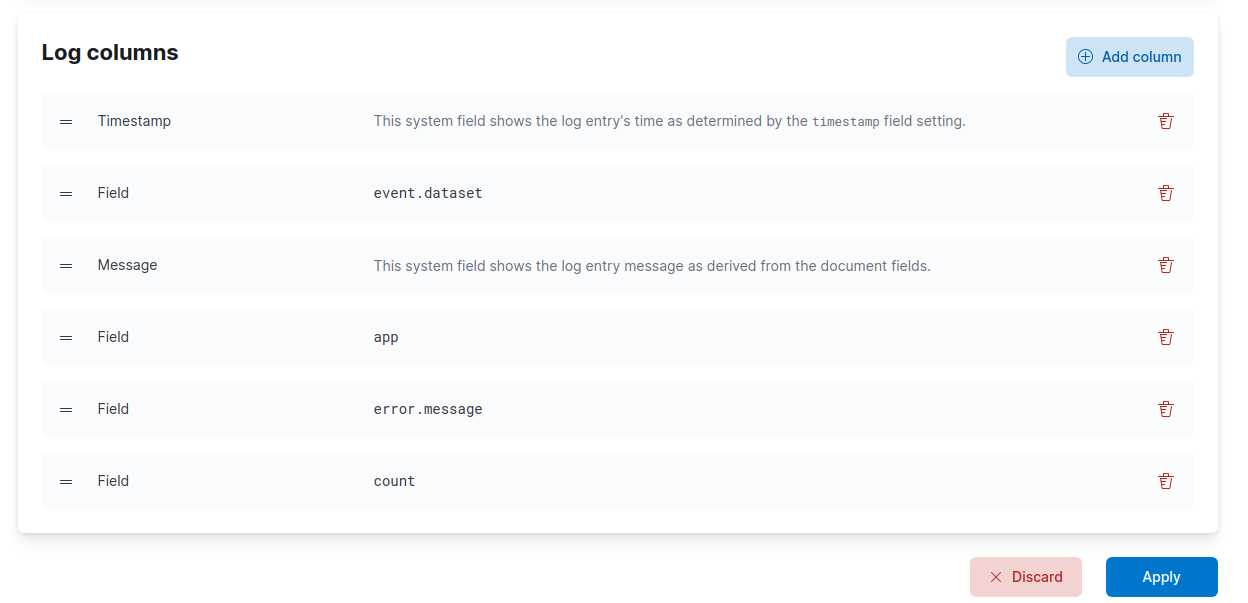 Log columns
Add column
Timestamp
This system field shows the log entry's time as determined by the timestamp field setting.
Field
event.dataset
Message
This system field shows the log entry message as derived from the document fields.
Field
app
Field
error.message
Field
count
Discard
Apply